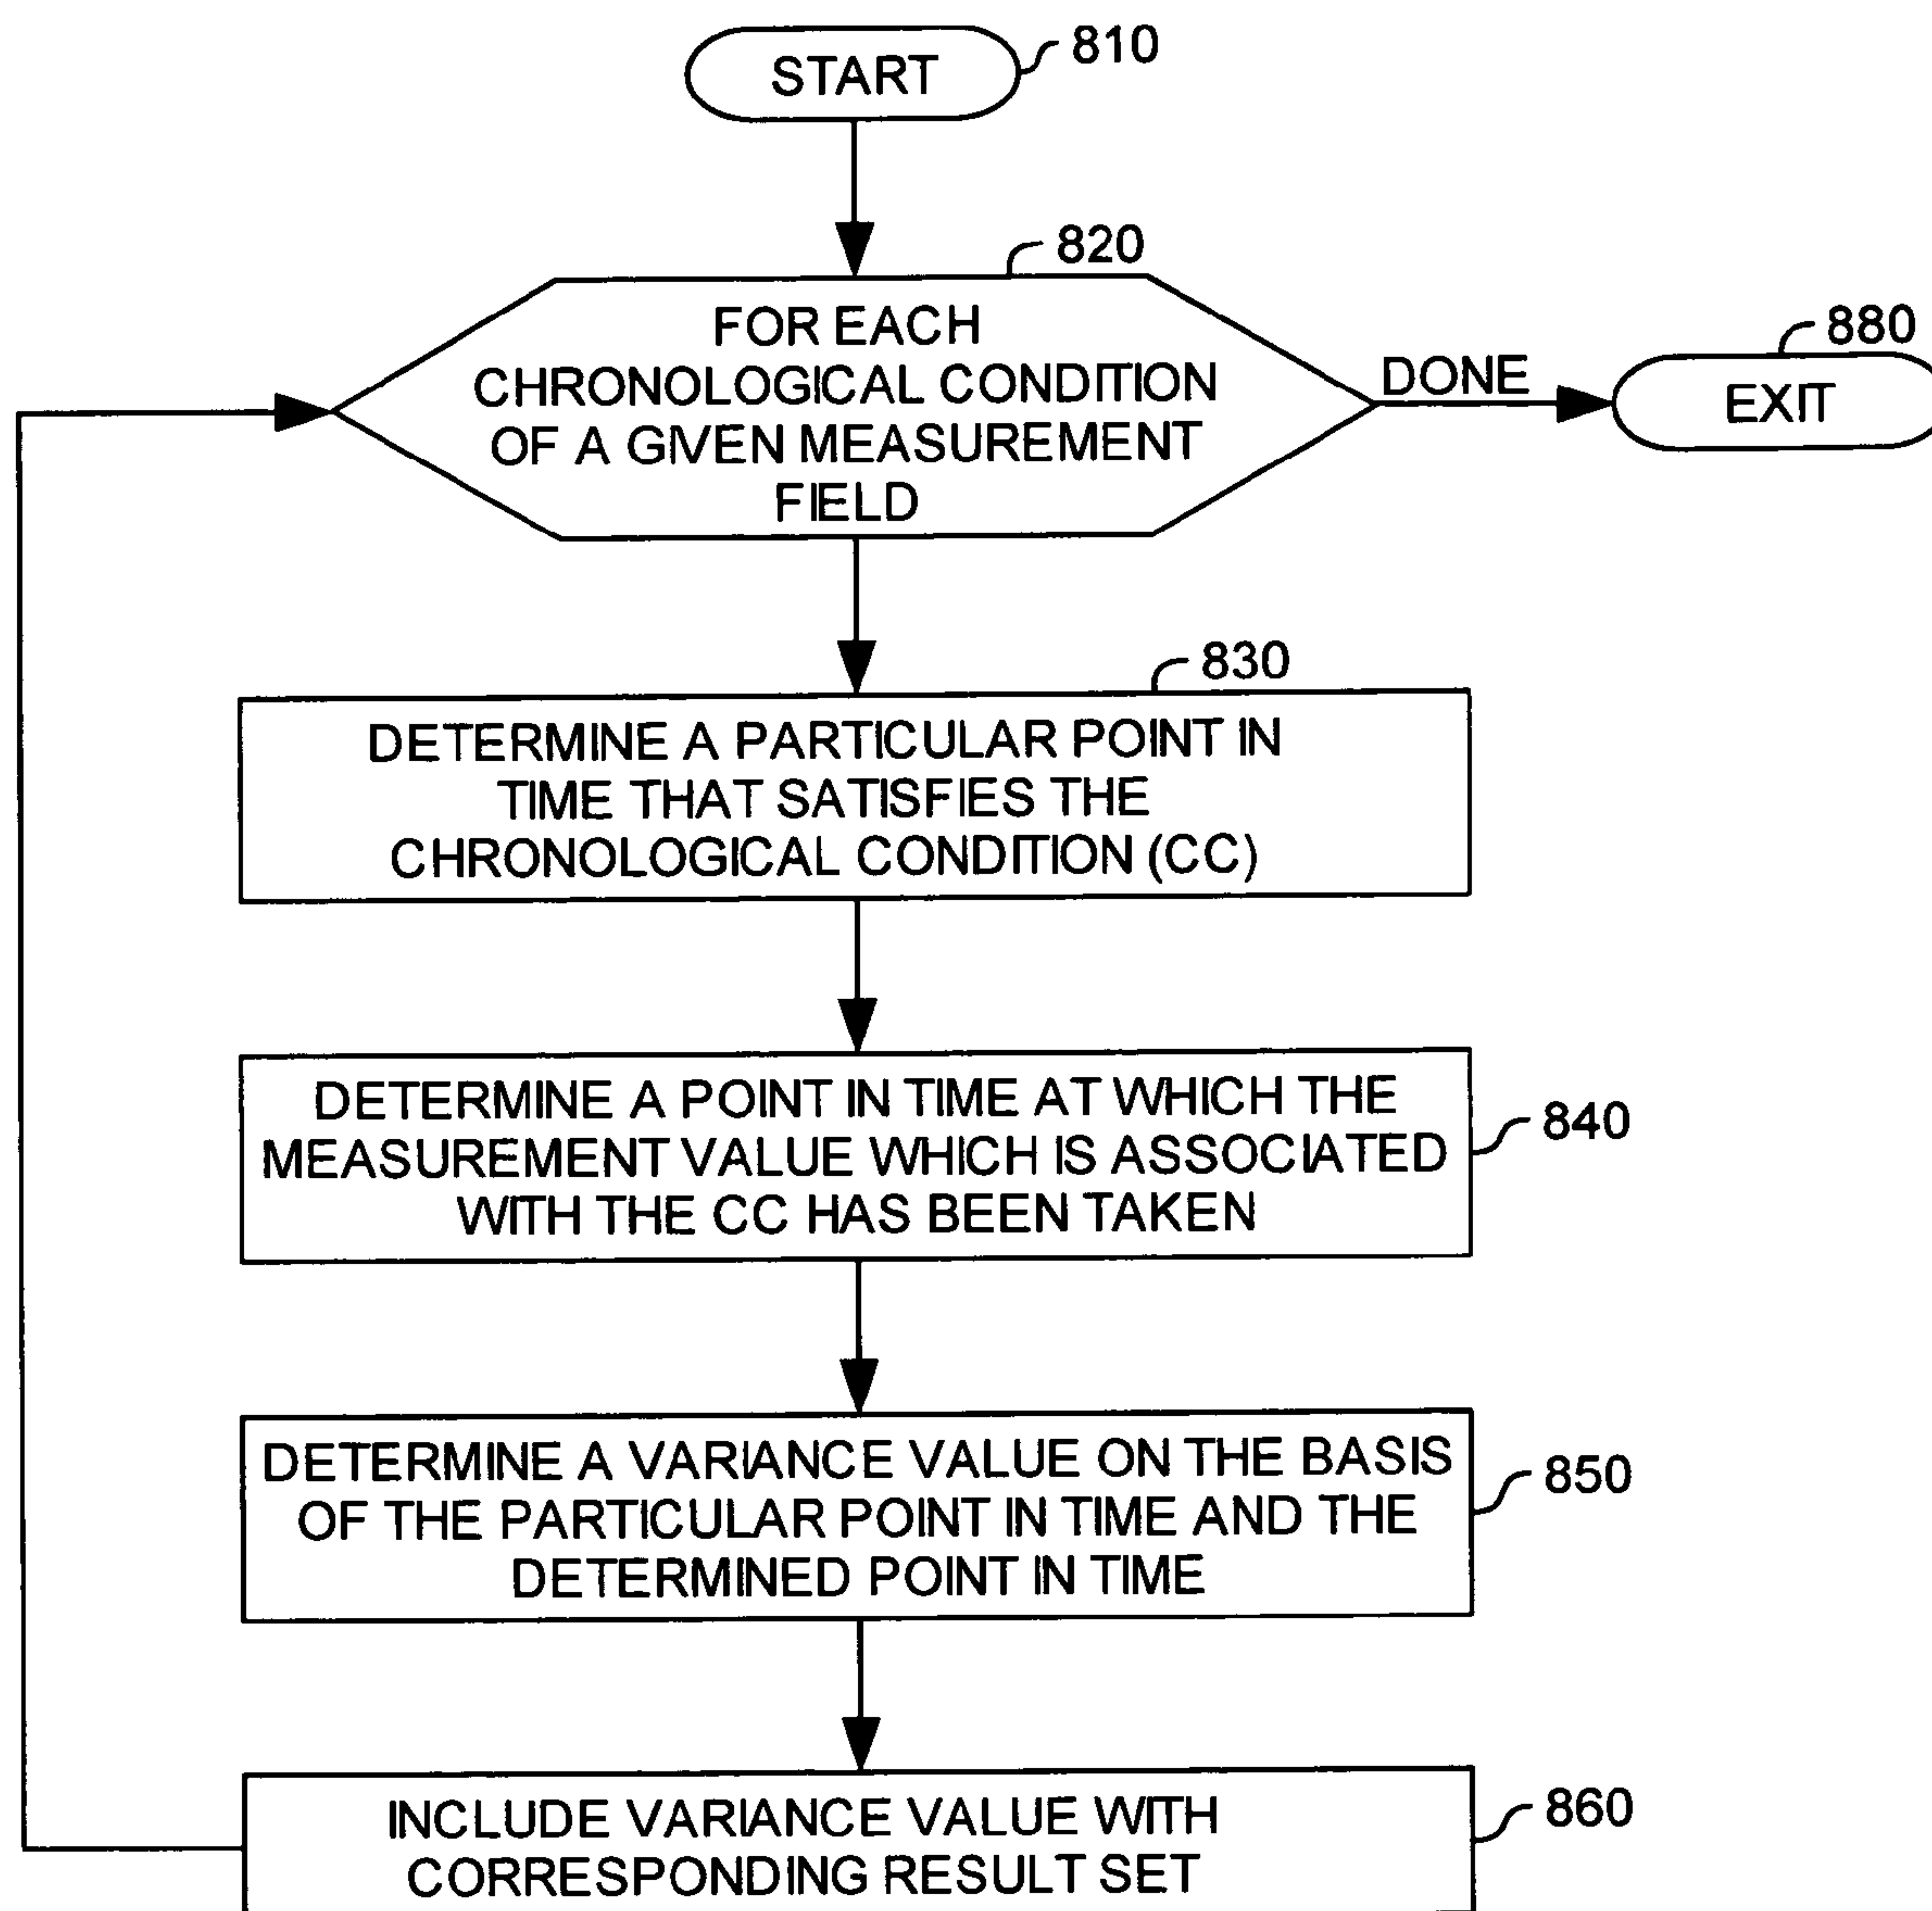 START
810
820
FOR EACH
CHRONOLOGICAL CONDITION
OF A GIVEN MEASUREMENT
FIELD
DONE
880
EXIT
830
DETERMINE A PARTICULAR POINT IN
TIME THAT SATISFIES THE
CHRONOLOGICAL CONDITION (CC)
DETERMINE A POINT IN TIME AT WHICH THE
MEASUREMENT VALUE WHICH IS ASSOCIATED
WITH THE CC HAS BEEN TAKEN
840
DETERMINE A VARIANCE VALUE ON THE BASIS
OF THE PARTICULAR POINT IN TIME AND THE
DETERMINED POINT IN TIME
850
INCLUDE VARIANCE VALUE WITH
CORRESPONDING RESULT SET
860